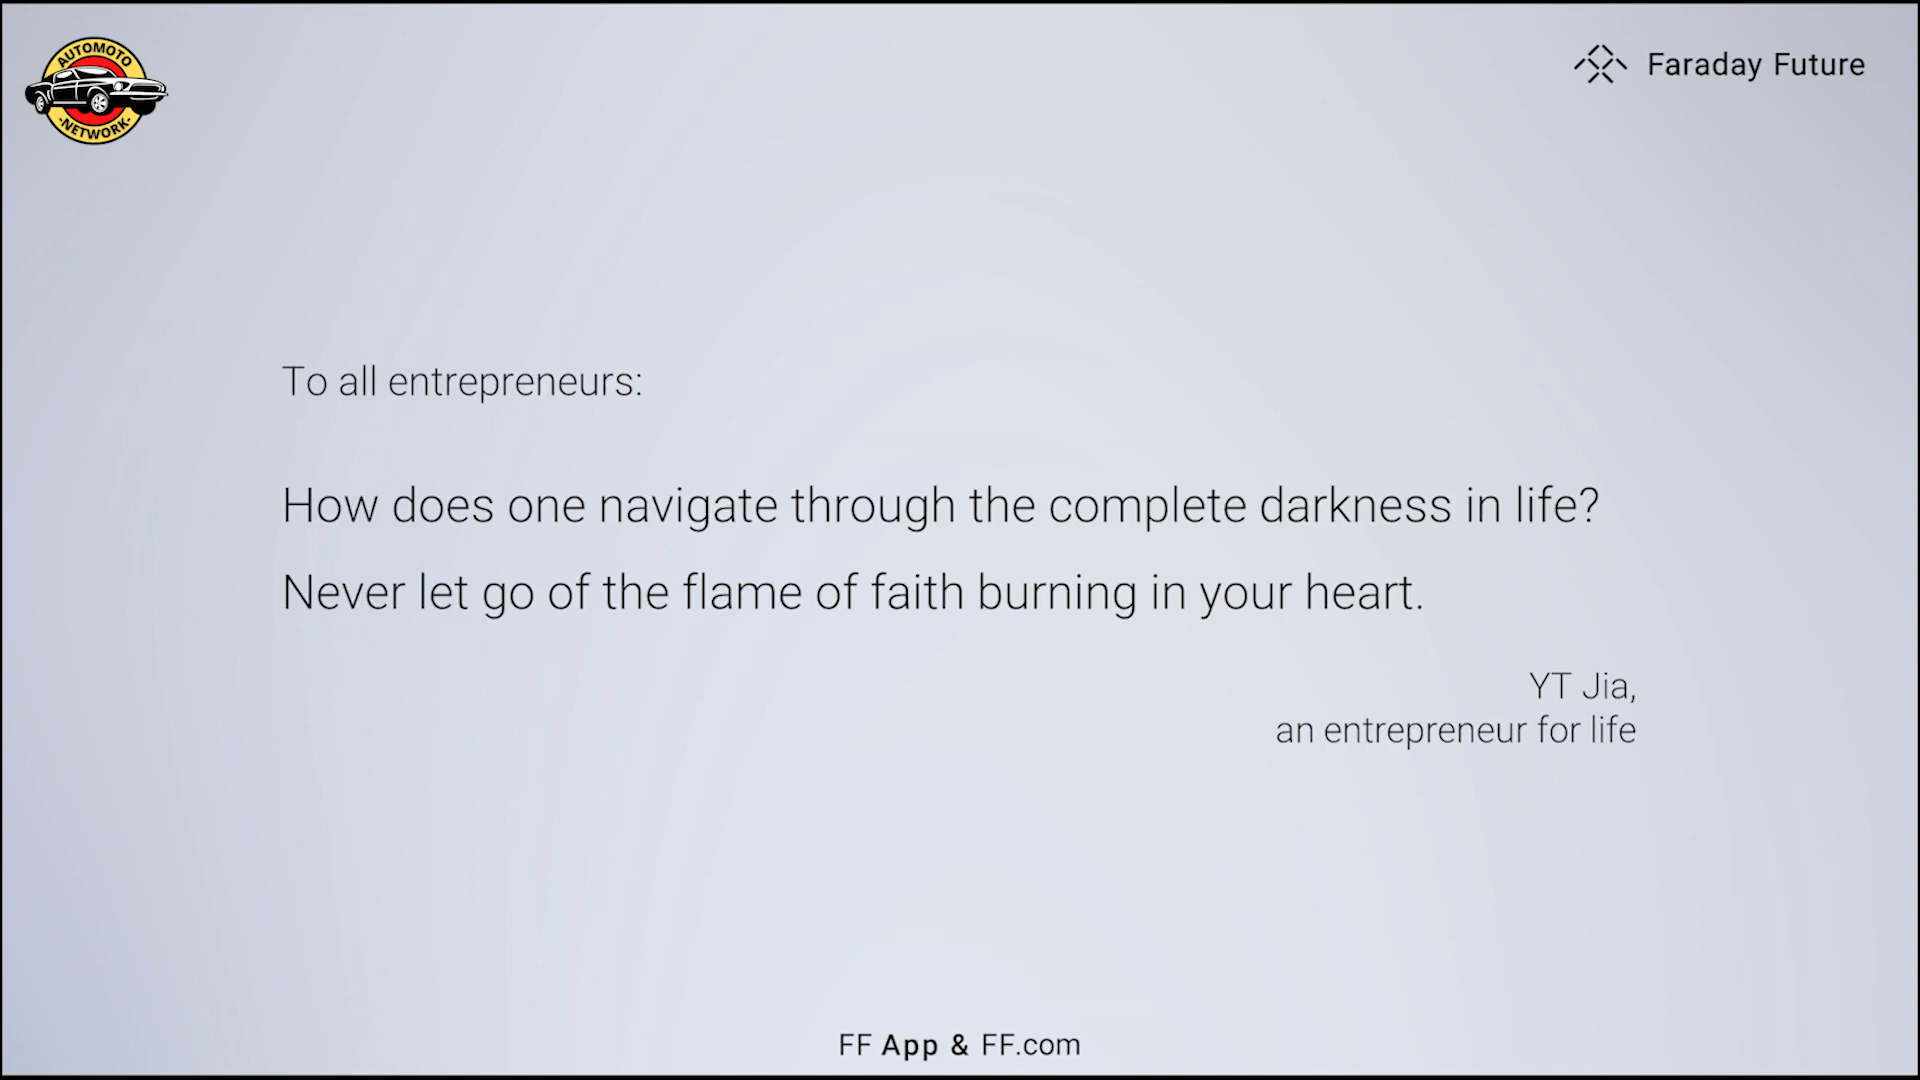 AUTOMOTO
-NETWORK-
Faraday Future
To all entrepreneurs:
How does one navigate through the complete darkness in life?
Never let go of the flame of faith burning in your heart.
YT Jia,
an entrepreneur for life
FF App & FF.com